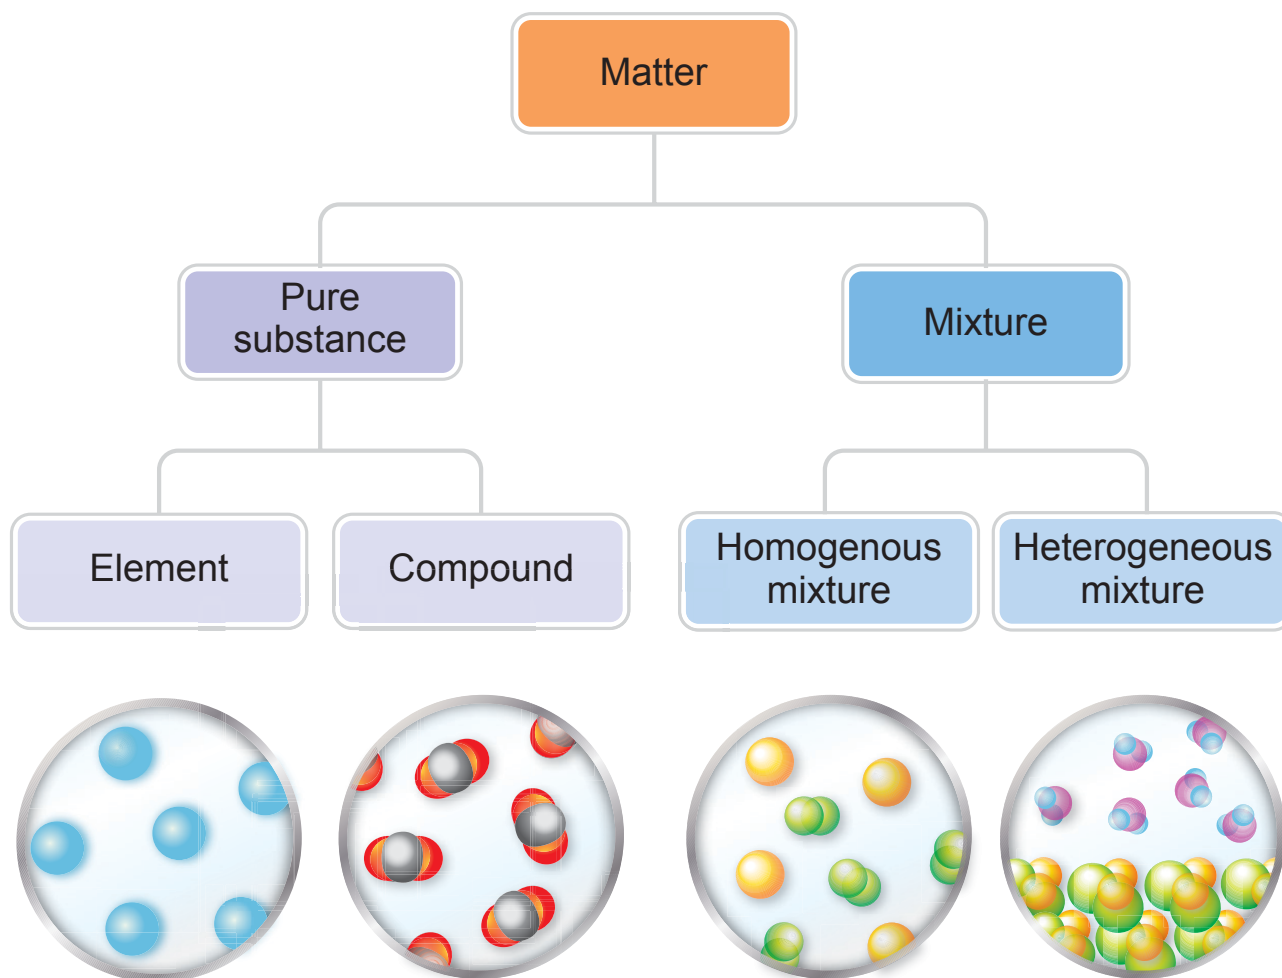 Matter
Pure
substance
Mixture
Element
Compound
Homogenous
mixture
Heterogeneous
mixture